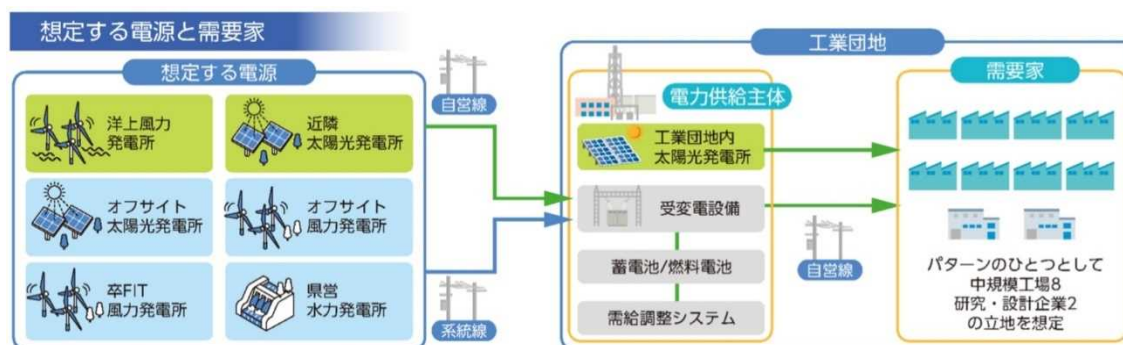 想定する電源と需要家
想定する電源
洋上風力
発電所
近隣
太陽光発電所
オフサイト
太陽光発電所
オフサイト
風力発電所
卒FIT
風力発電所
県営
水力発電所
自営線
系統線
工業団地
電力供給主体
工業団地内
太陽光発電所
受変電設備
蓄電池/燃料電池
需給調整システム
自営線
需要家
パターンのひとつとして
中規模工場8
研究・設計企業2
の立地を想定